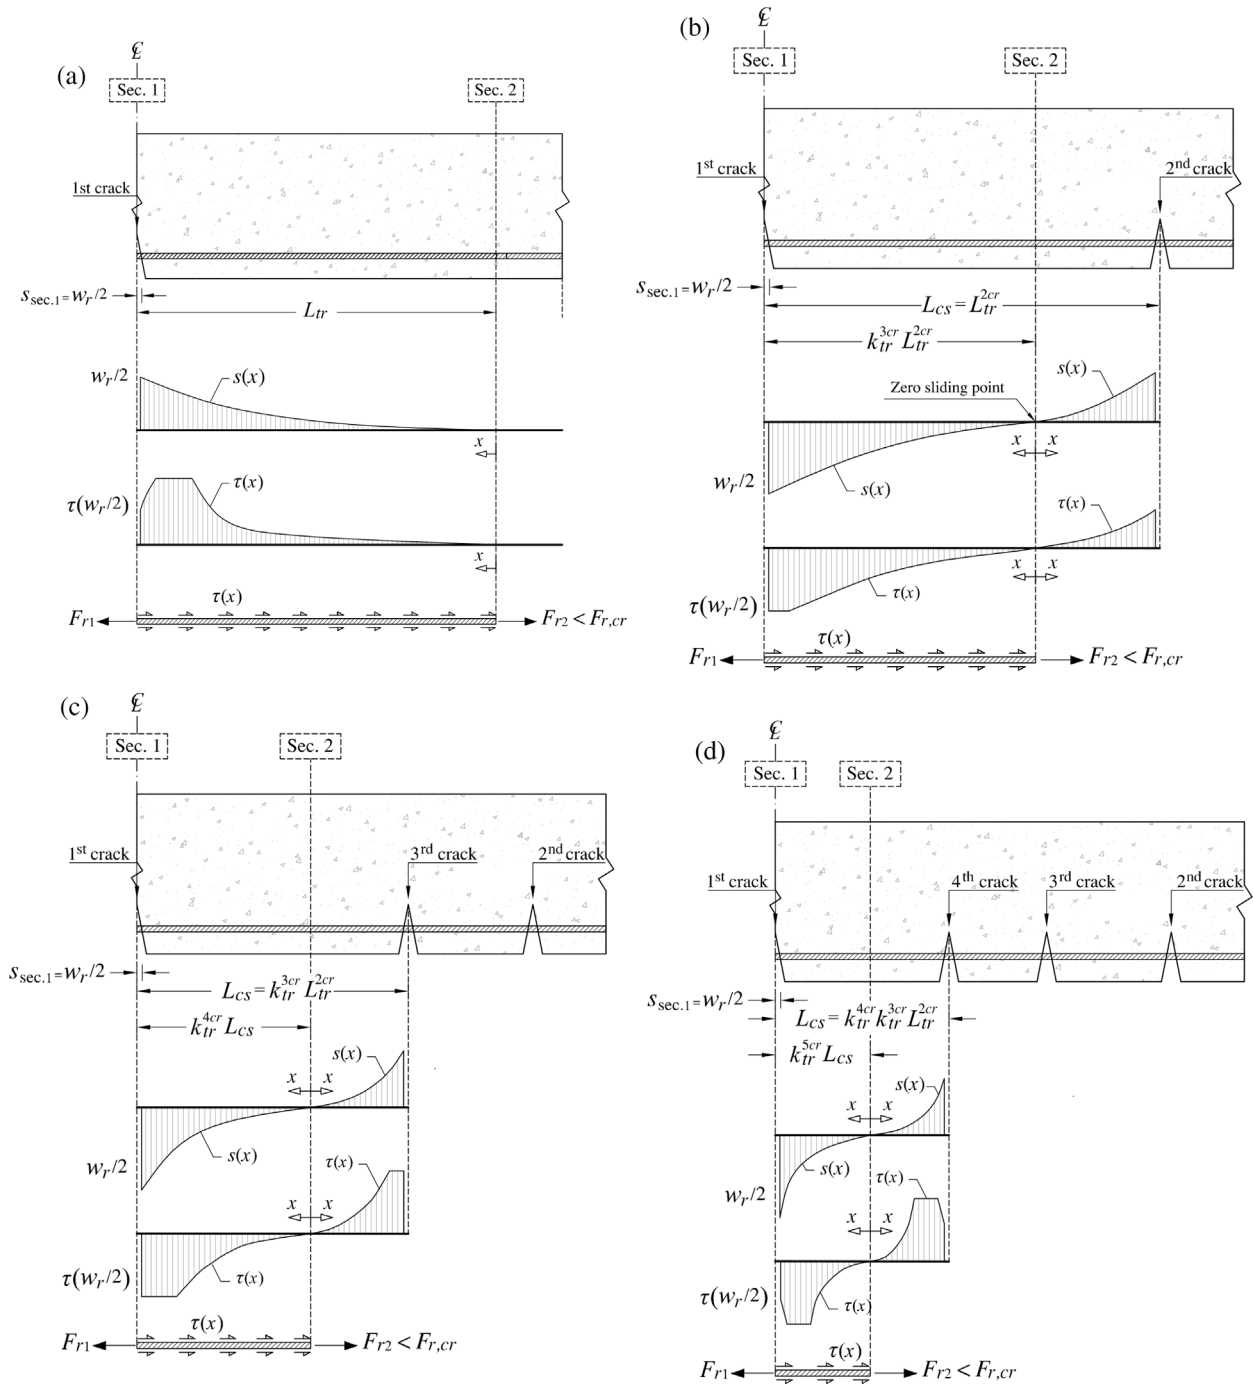 (a)
℄
Sec. 1
Sec. 2
1st crack
s_sec.1=w_r/2
L_tr
w_r/2
s(x)
x
τ(w_r/2)
τ(x)
x
τ(x)
F_r1
F_r2 < F_r,cr
(b)
℄
Sec. 1
Sec. 2
1st crack
2nd crack
s_sec.1=w_r/2
L_cs = L_tr^2cr
k_tr^3cr L_tr^2cr
s(x)
Zero sliding point
x x
w_r/2
s(x)
τ(x)
x x
τ(w_r/2)
τ(x)
τ(x)
F_r1
F_r2 < F_r,cr
(c)
℄
Sec. 1
Sec. 2
1st crack
3rd crack
2nd crack
s_sec.1=w_r/2
L_cs = k_tr^3cr L_tr^2cr
k_tr^4cr L_cs
s(x)
x x
w_r/2
s(x)
τ(x)
x x
τ(w_r/2)
τ(x)
τ(x)
F_r1
F_r2 < F_r,cr
(d)
℄
Sec. 1
Sec. 2
1st crack
4th crack
3rd crack
2nd crack
s_sec.1=w_r/2
L_cs = k_tr^4cr k_tr^3cr L_tr^2cr
k_tr^5cr L_cs
s(x)
x x
w_r/2
s(x)
τ(x)
x x
τ(w_r/2)
τ(x)
τ(x)
F_r1
F_r2 < F_r,cr